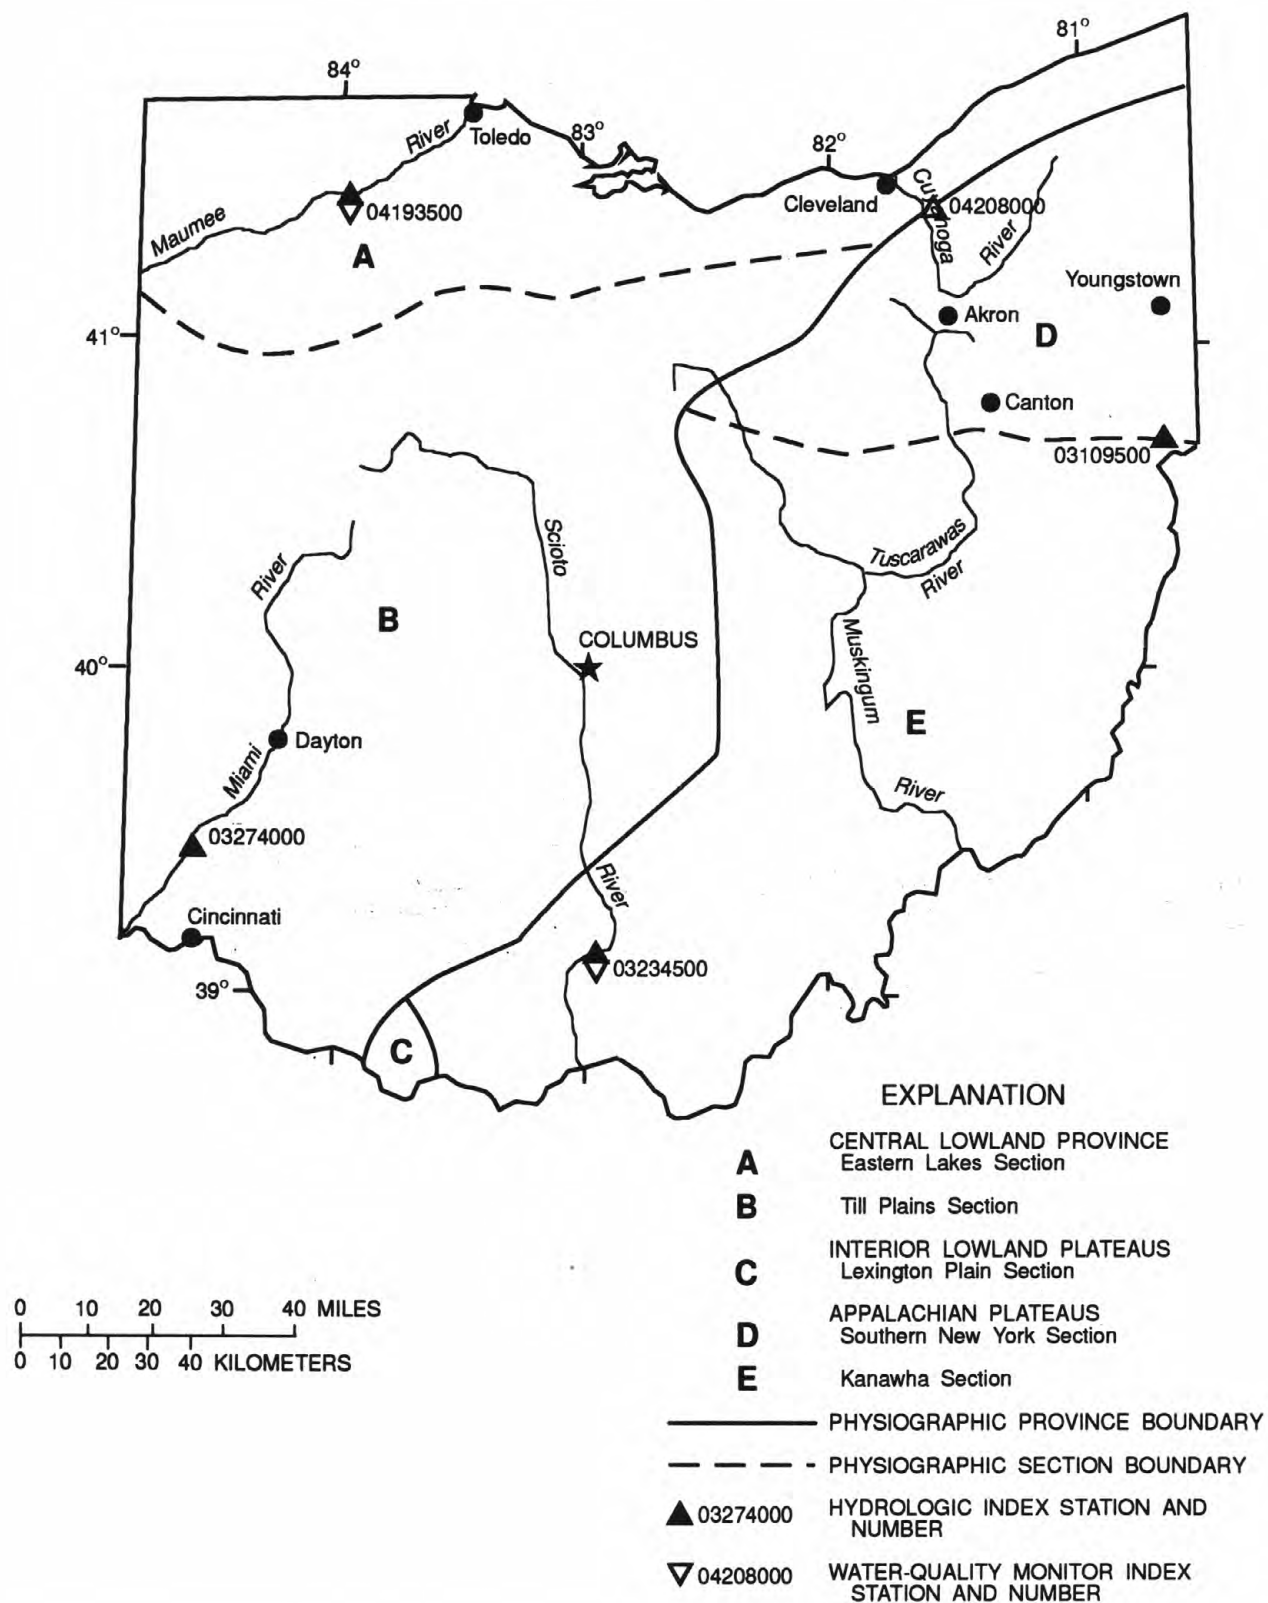 81°
84°
River
Toledo
83°
82°
Cleveland
Cuyahoga
04208000
Maumee
04193500
A
River
Youngstown
41°
Akron
D
Canton
03109500
Scioto
Tuscarawas
River
River
B
COLUMBUS
40°
Muskingum
E
Dayton
Miami
River
03274000
River
Cincinnati
03234500
39°
C
EXPLANATION
A
CENTRAL LOWLAND PROVINCE
Eastern Lakes Section
B
Till Plains Section
INTERIOR LOWLAND PLATEAUS
C
Lexington Plain Section
APPALACHIAN PLATEAUS
D
Southern New York Section
E
Kanawha Section
0 10 20 30 40 MILES
0 10 20 30 40 KILOMETERS
PHYSIOGRAPHIC PROVINCE BOUNDARY
PHYSIOGRAPHIC SECTION BOUNDARY
03274000 HYDROLOGIC INDEX STATION AND
NUMBER
04208000 WATER-QUALITY MONITOR INDEX
STATION AND NUMBER